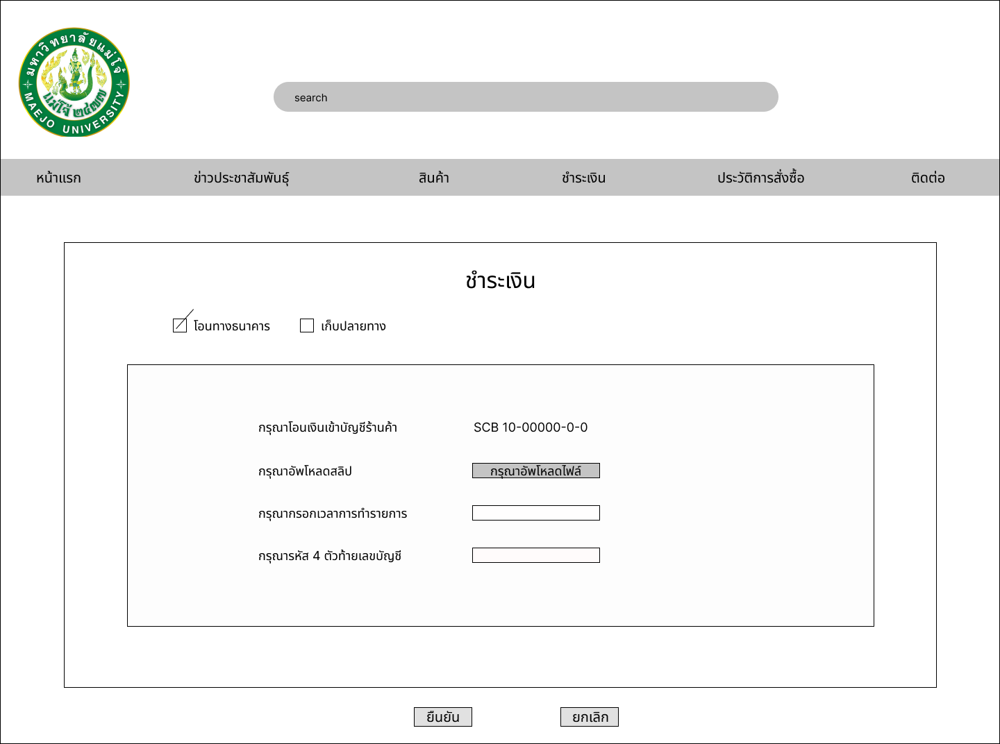 มหาวิทยาลัยแม่โจ้
แม่โจ้ ๒๔๗๗
MAEJO UNIVERSITY
search
หน้าแรก ข่าวประชาสัมพันธุ์ สินค้า ชำระเงิน ประวัติการสั่งซื้อ ติดต่อ
ชำระเงิน
โอนทางธนาคาร เก็บปลายทาง
กรุณาโอนเงินเข้าบัญชีร้านค้า SCB 10-00000-0-0
กรุณาอัพโหลดสลิป กรุณาอัพโหลดไฟล์
กรุณากรอกเวลาการทำรายการ
กรุณารหัส 4 ตัวท้ายเลขบัญชี
ยืนยัน ยกเลิก